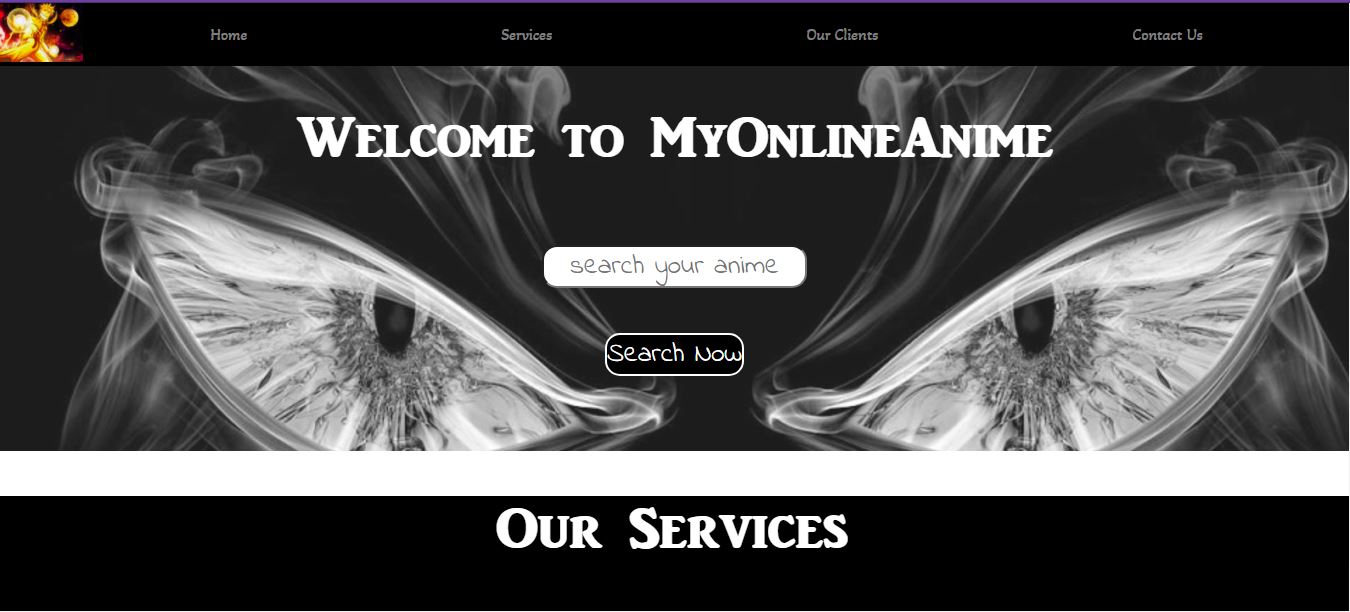 Home Services Our Clients Contact Us
Welcome to MyOnlineAnime
search your anime
Search Now
Our Services